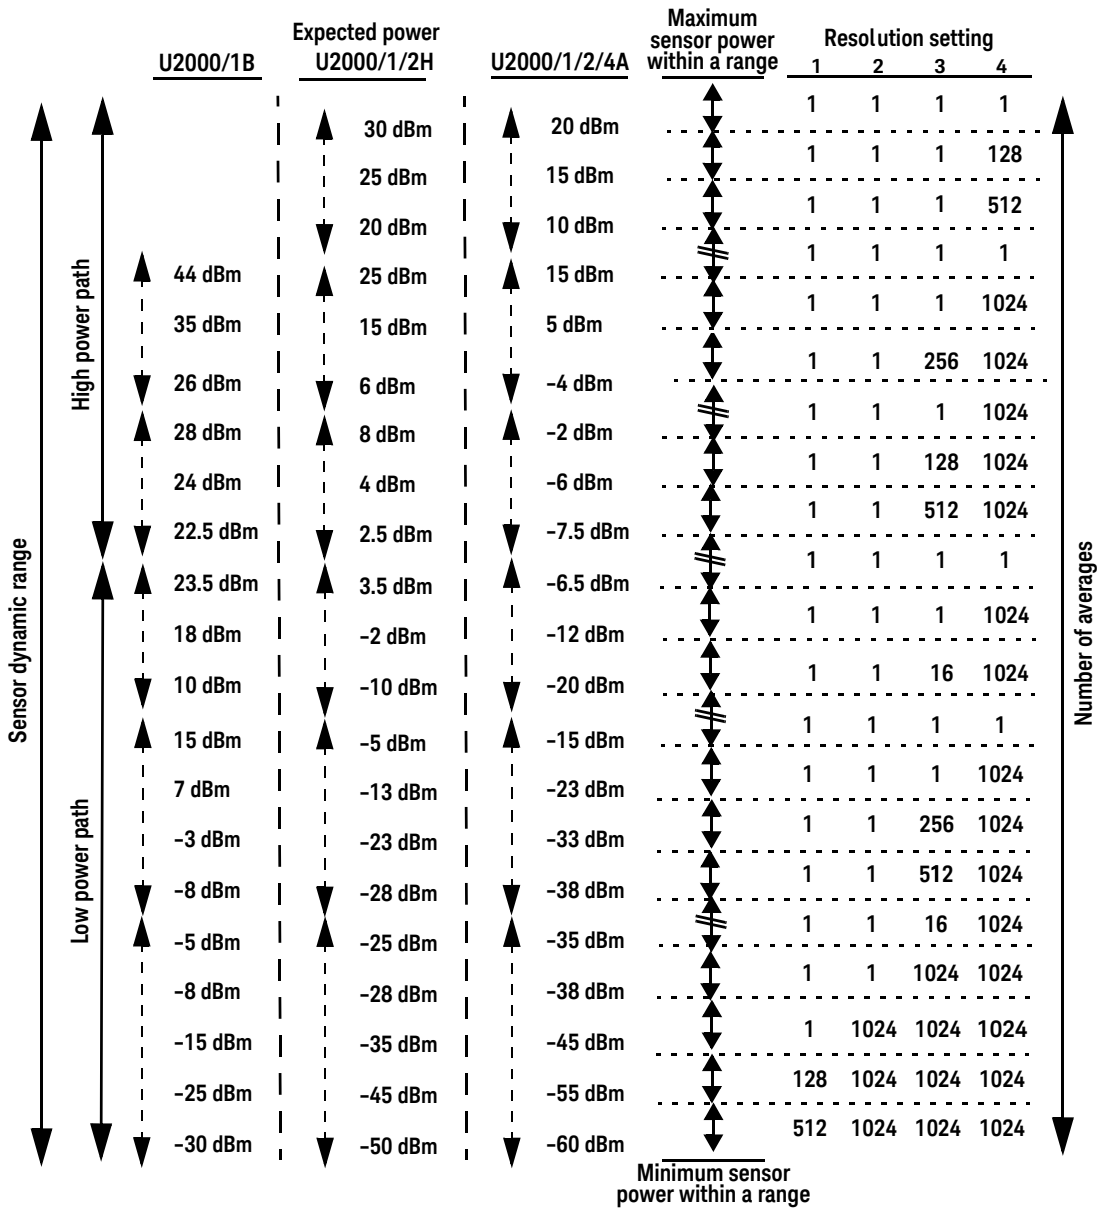 Expected power
U2000/1B U2000/1/2H U2000/1/2/4A
Maximum
sensor power
within a range
Resolution setting
1 2 3 4
1 1 1 1
30 dBm 20 dBm
1 1 1 128
25 dBm 15 dBm
1 1 1 512
20 dBm 10 dBm
1 1 1 1
44 dBm 25 dBm 15 dBm
1 1 1 1024
35 dBm 15 dBm 5 dBm
1 1 256 1024
26 dBm 6 dBm –4 dBm
1 1 1 1024
28 dBm 8 dBm –2 dBm
1 1 128 1024
24 dBm 4 dBm –6 dBm
1 1 512 1024
22.5 dBm 2.5 dBm –7.5 dBm
1 1 1 1
23.5 dBm 3.5 dBm –6.5 dBm
1 1 1 1024
18 dBm –2 dBm –12 dBm
1 1 16 1024
10 dBm –10 dBm –20 dBm
1 1 1 1
15 dBm –5 dBm –15 dBm
1 1 1 1024
7 dBm –13 dBm –23 dBm
1 1 256 1024
–3 dBm –23 dBm –33 dBm
1 1 512 1024
–8 dBm –28 dBm –38 dBm
1 1 16 1024
–5 dBm –25 dBm –35 dBm
1 1 1024 1024
–8 dBm –28 dBm –38 dBm
1 1024 1024 1024
–15 dBm –35 dBm –45 dBm
128 1024 1024 1024
–25 dBm –45 dBm –55 dBm
512 1024 1024 1024
–30 dBm –50 dBm –60 dBm
Minimum sensor
power within a range
Sensor dynamic range
High power path
Low power path
Number of averages